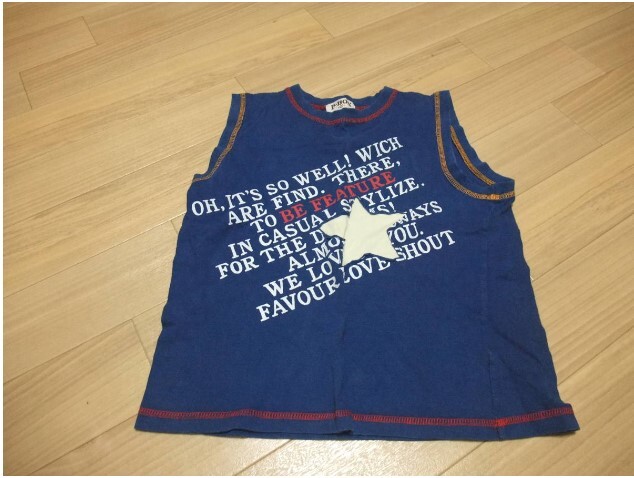 OH, IT'S SO WELL! WICH
ARE FIND. THERE,
TO BE FEATURE
IN CASUAL STYLIZE.
FOR THE
WE YOU.
FAVOUR LOVE SHOUT